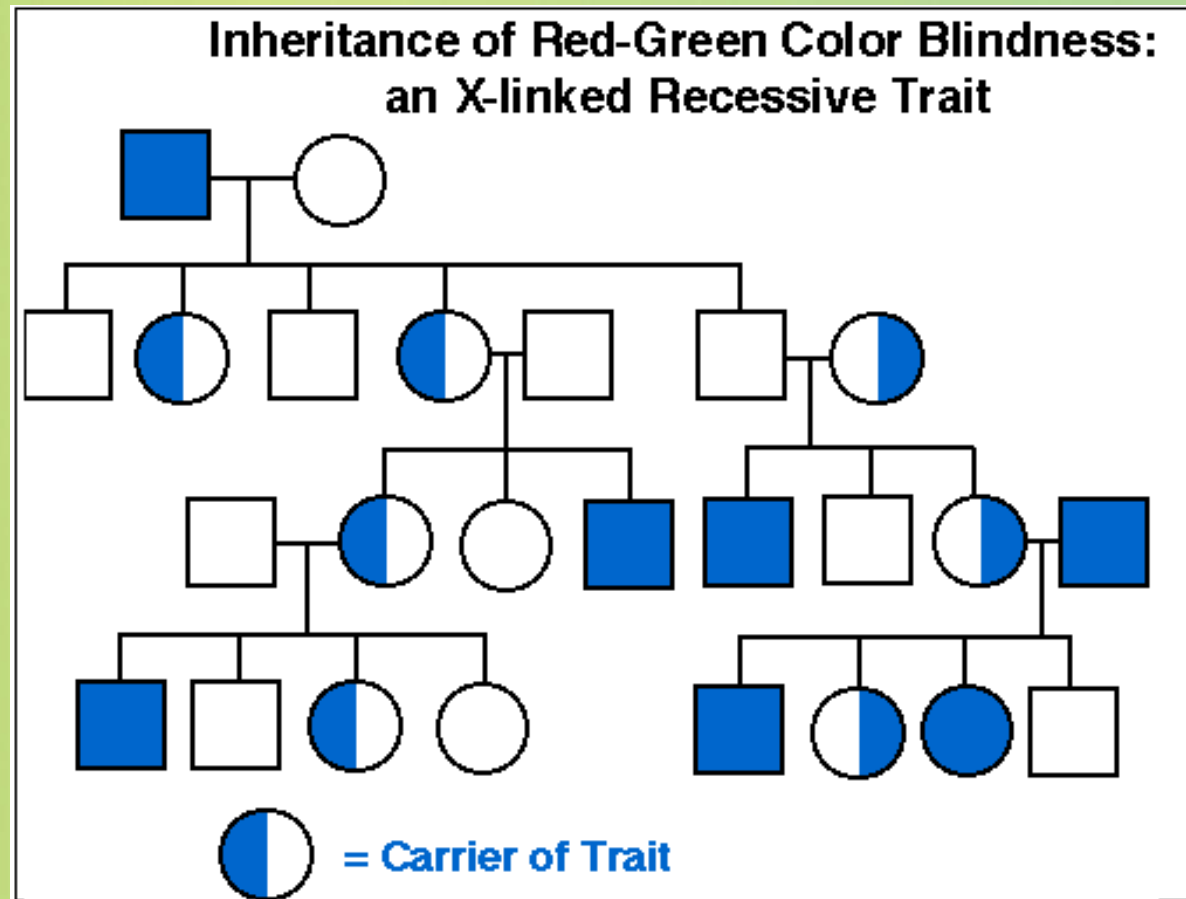 Inheritance of Red-Green Color Blindness:
an X-linked Recessive Trait
= Carrier of Trait